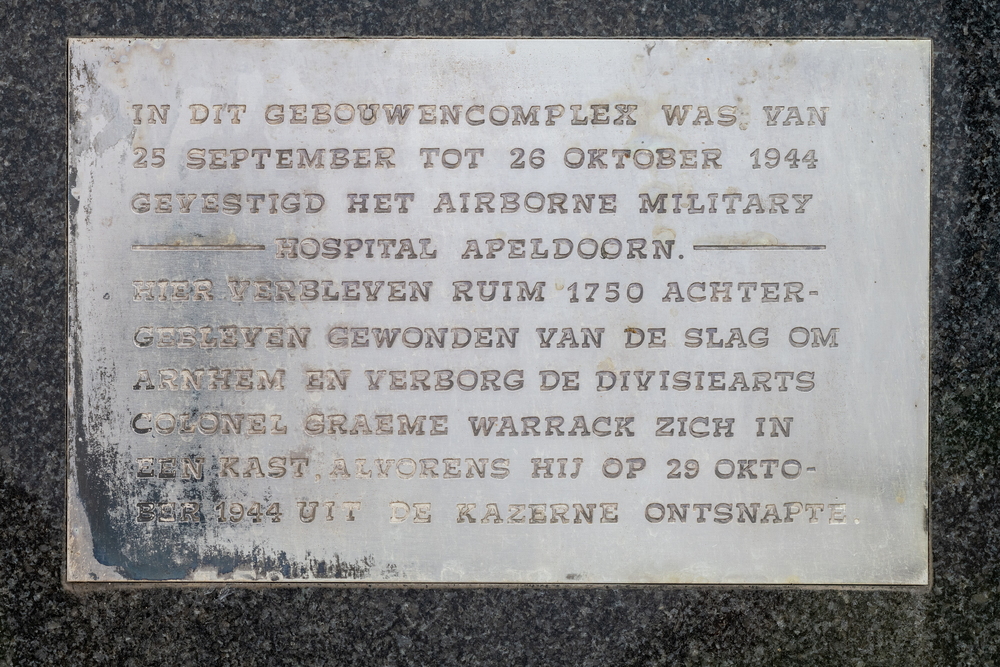 IN DIT GEBOUWENCOMPLEX WAS, VAN
25 SEPTEMBER TOT 26 OKTOBER 1944
GEVESTIGD HET AIRBORNE MILITARY
HOSPITAL APELDOORN.
HIER VERBLEVEN RUIM 1750 ACHTER-
GEBLEVEN GEWONDEN VAN DE SLAG OM
ARNHEM EN VERBORG DE DIVISIEARTS
COLONEL GRAEME WARRACK ZICH IN
EEN KAST, ALVORENS HIJ OP 29 OKTO-
BER 1944 UIT DE KAZERNE ONTSNAPTE.